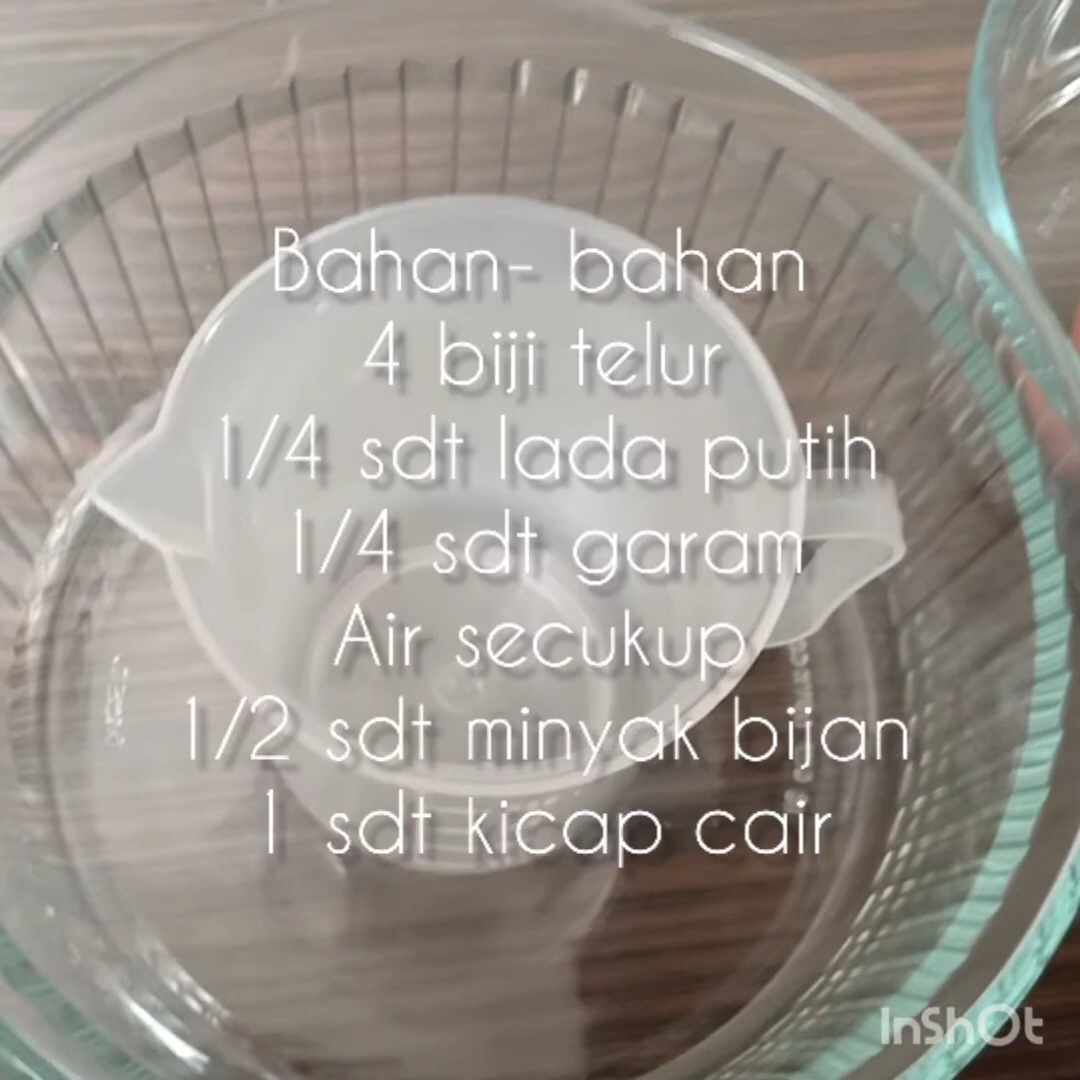 Bahan- bahan
4 biji telur
1/4 sdt lada putih
1/4 sdt garam
Air secukup
1/2 sdt minyak bijan
1 sdt kicap cair
InShOt